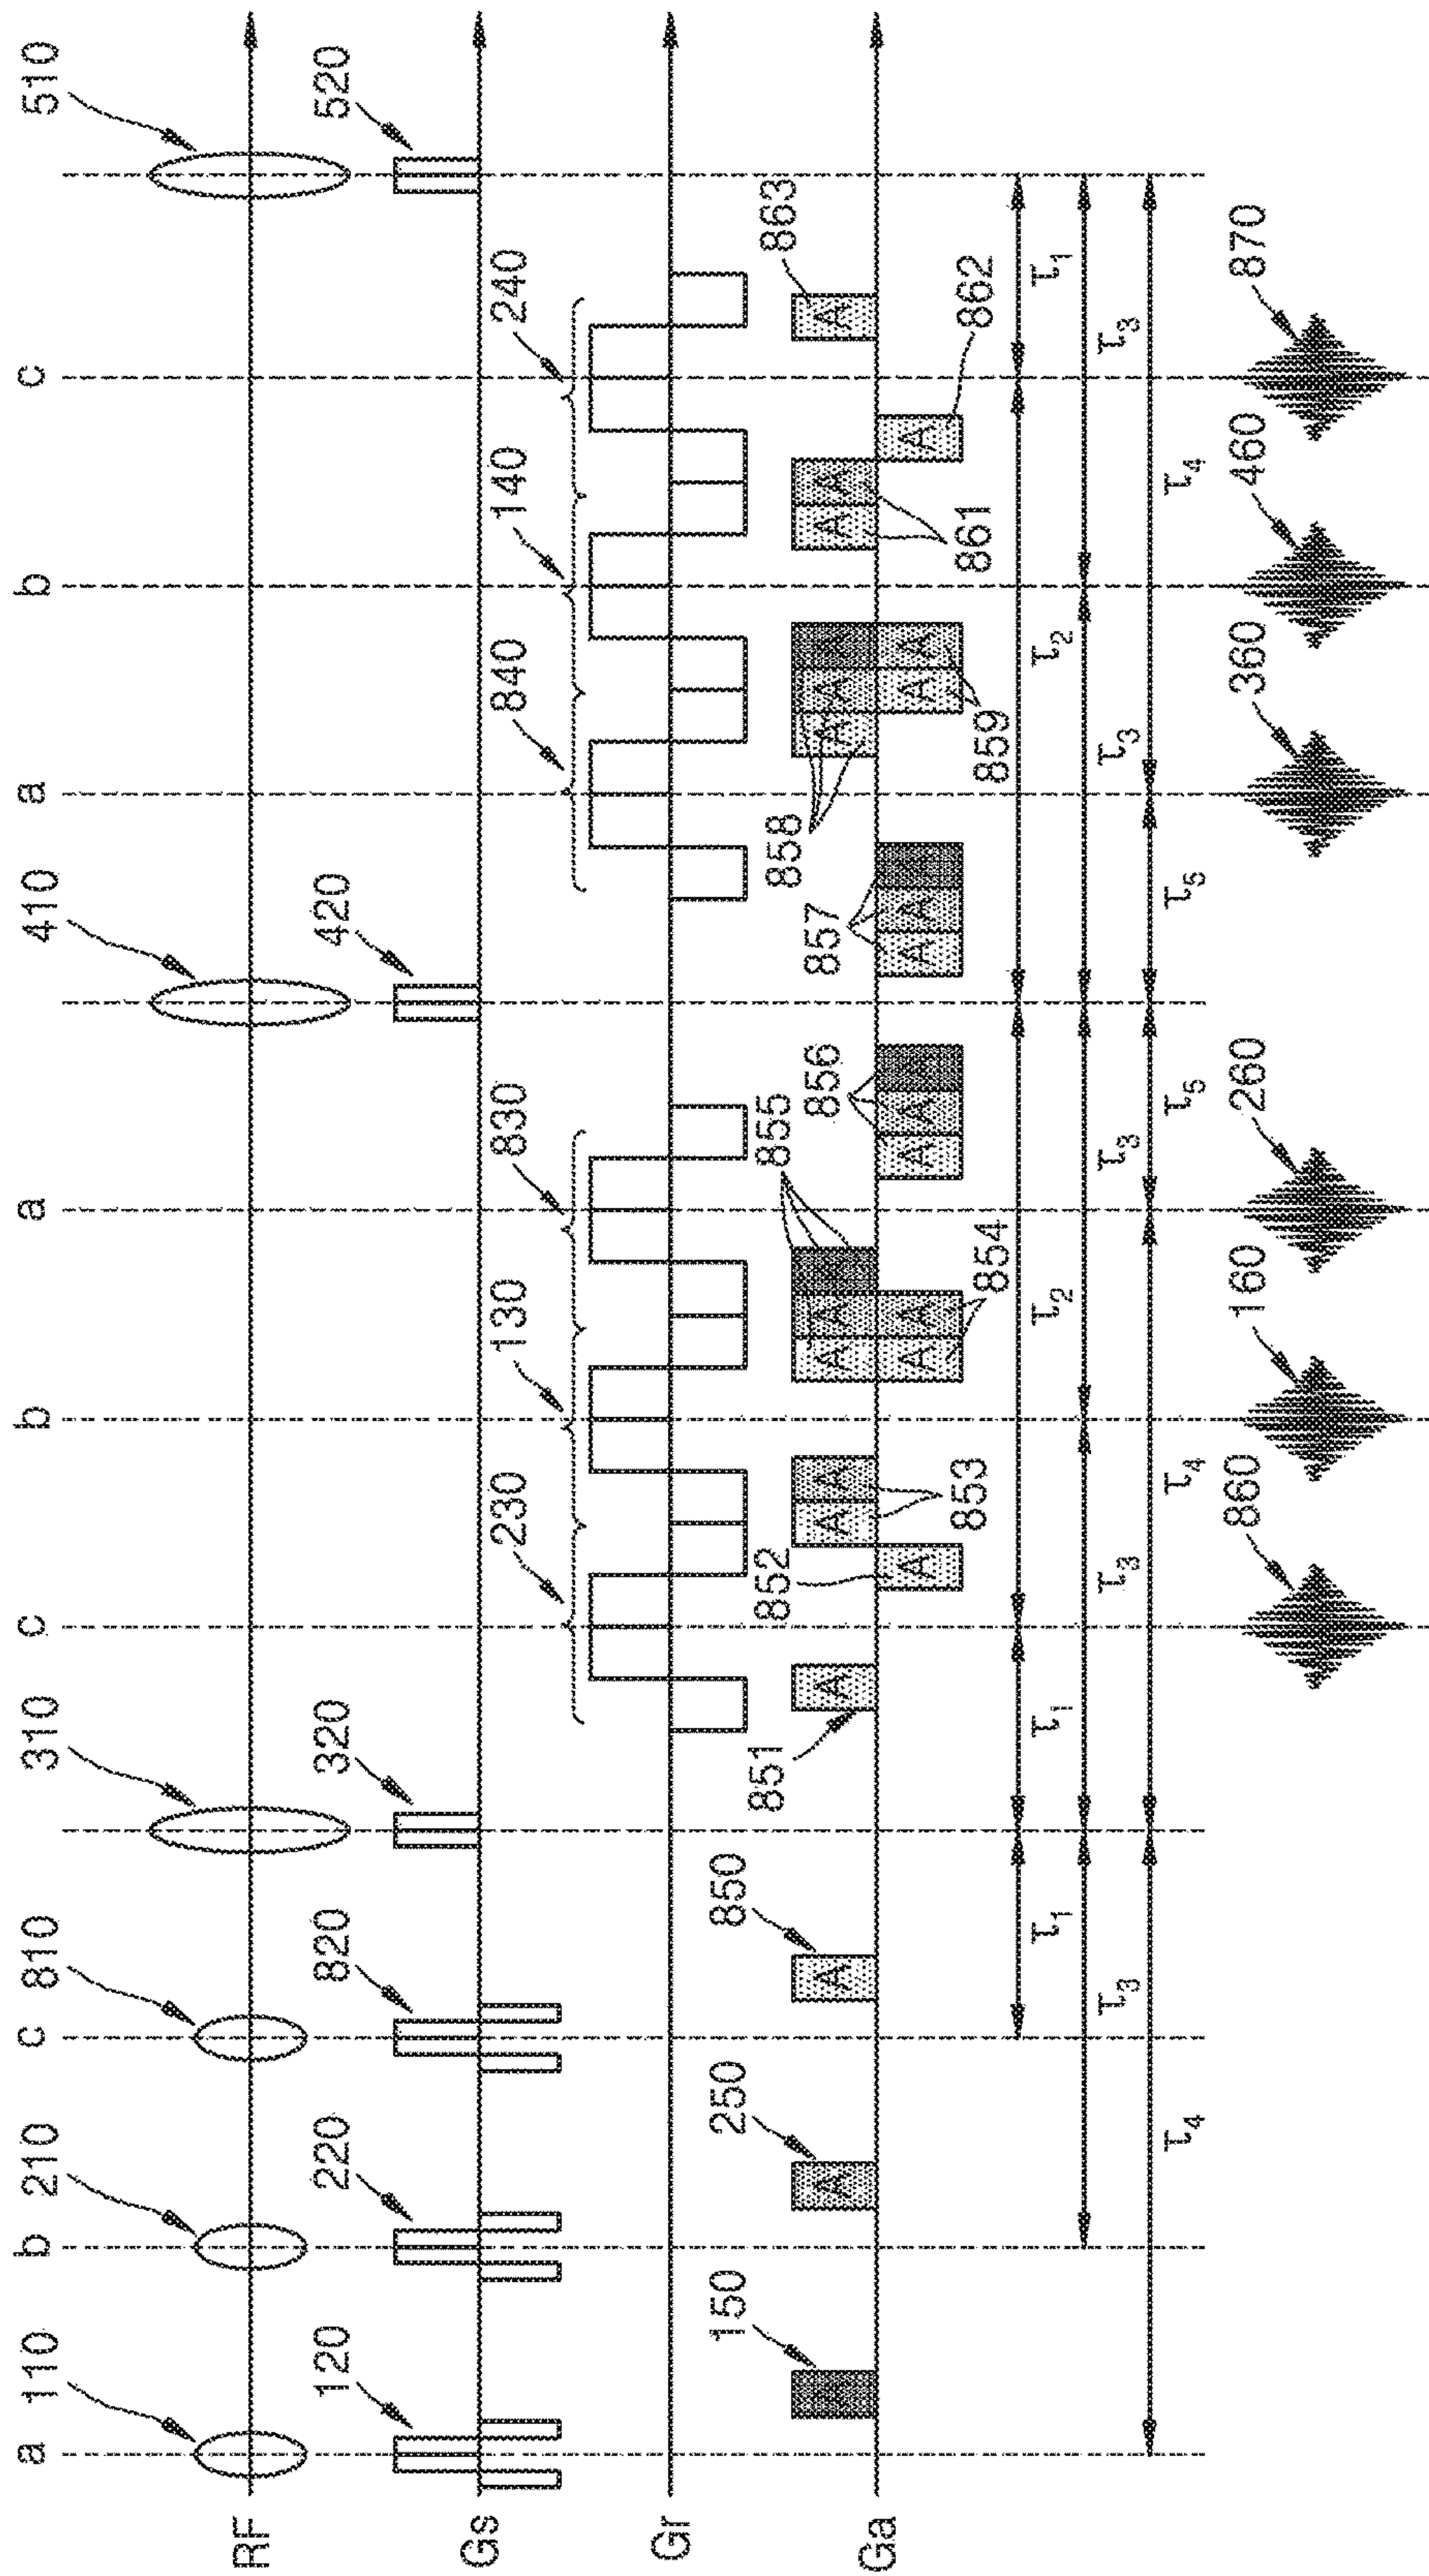 a b c c b a a b c
110 210 810 310 410 510
RF
120 220 820 320 420 520
Gs
230 130 830 840 140 240
Gr
150 250 850 851 852 855 856 857 858 863
A A A A A A A A A A A A A
Ga
A A A A A A A A A A
853 854 859 861 862
τ₁ τ₁ τ₂ τ₂ τ₁
τ₃ τ₃ τ₃ τ₃ τ₃
τ₄ τ₄ τ₅ τ₅ τ₄
860 160 260 360 460 870